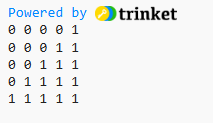 Powered by trinket
0 0 0 0 1
0 0 0 1 1
0 0 1 1 1
0 1 1 1 1
1 1 1 1 1